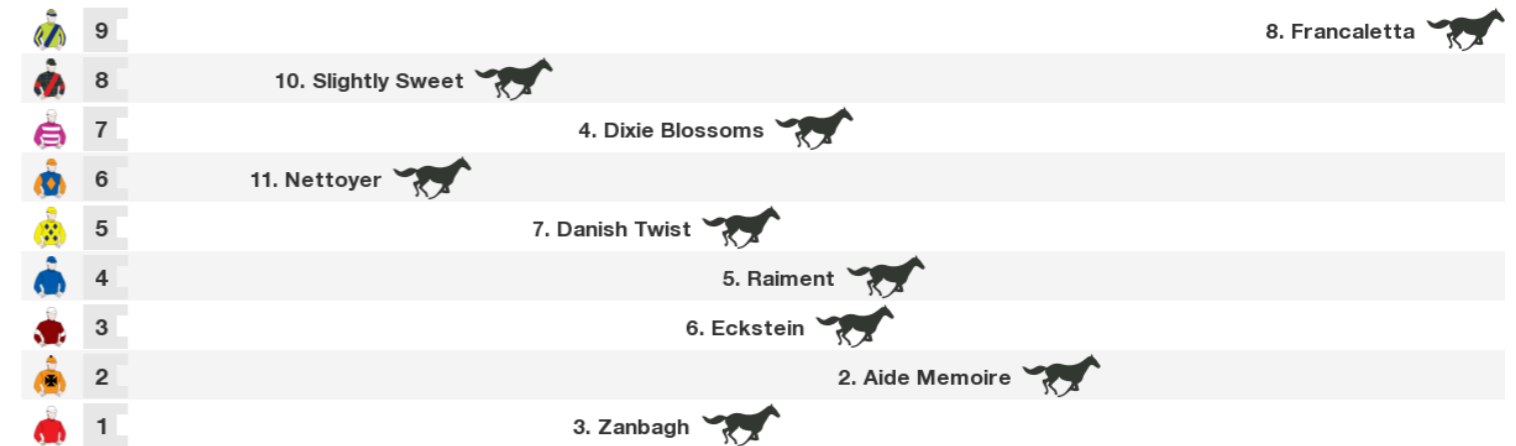 9 8. Francaletta
8 10. Slightly Sweet
7 4. Dixie Blossoms
6 11. Nettoyer
5 7. Danish Twist
4 5. Raiment
3 6. Eckstein
2 2. Aide Memoire
1 3. Zanbagh